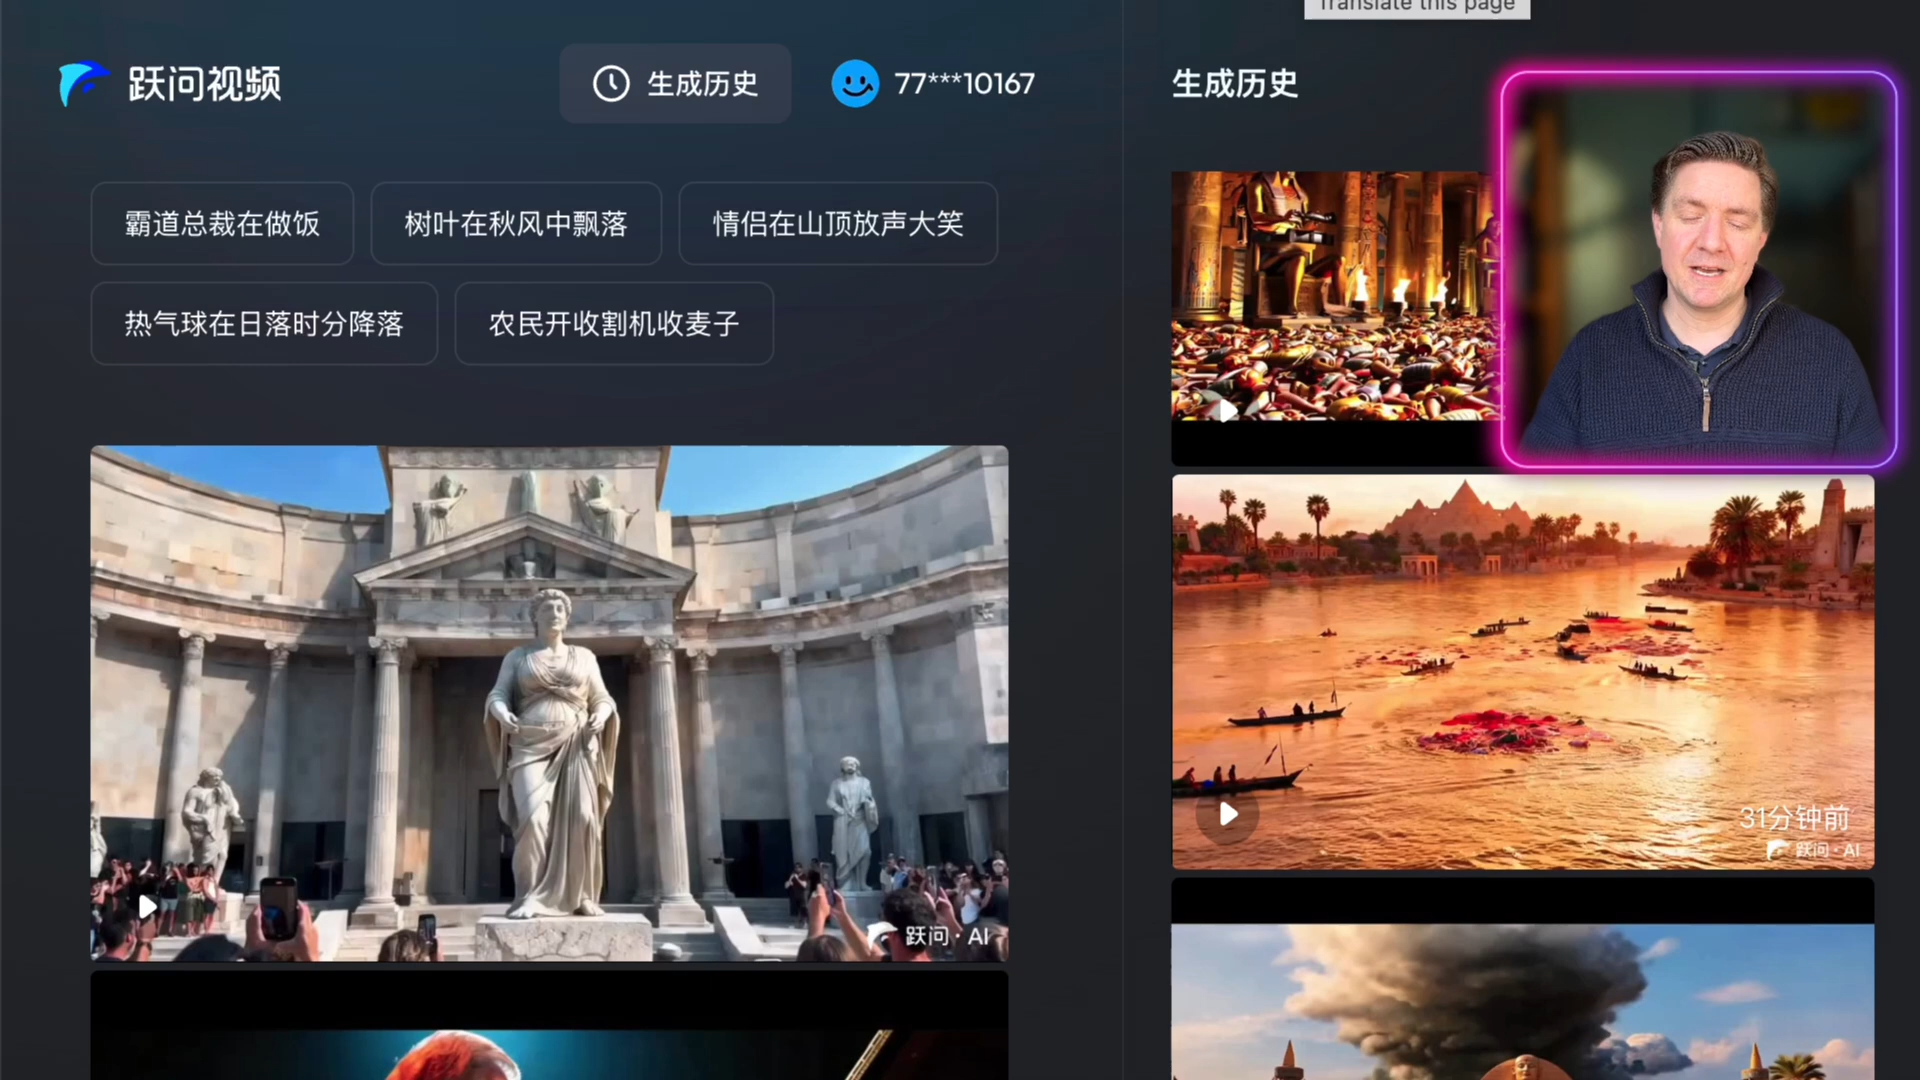 Translate this page
跃问视频
生成历史
77***10167
生成历史
霸道总裁在做饭
树叶在秋风中飘落
情侣在山顶放声大笑
热气球在日落时分降落
农民开收割机收麦子
跃问·AI
31分钟前
跃问·AI